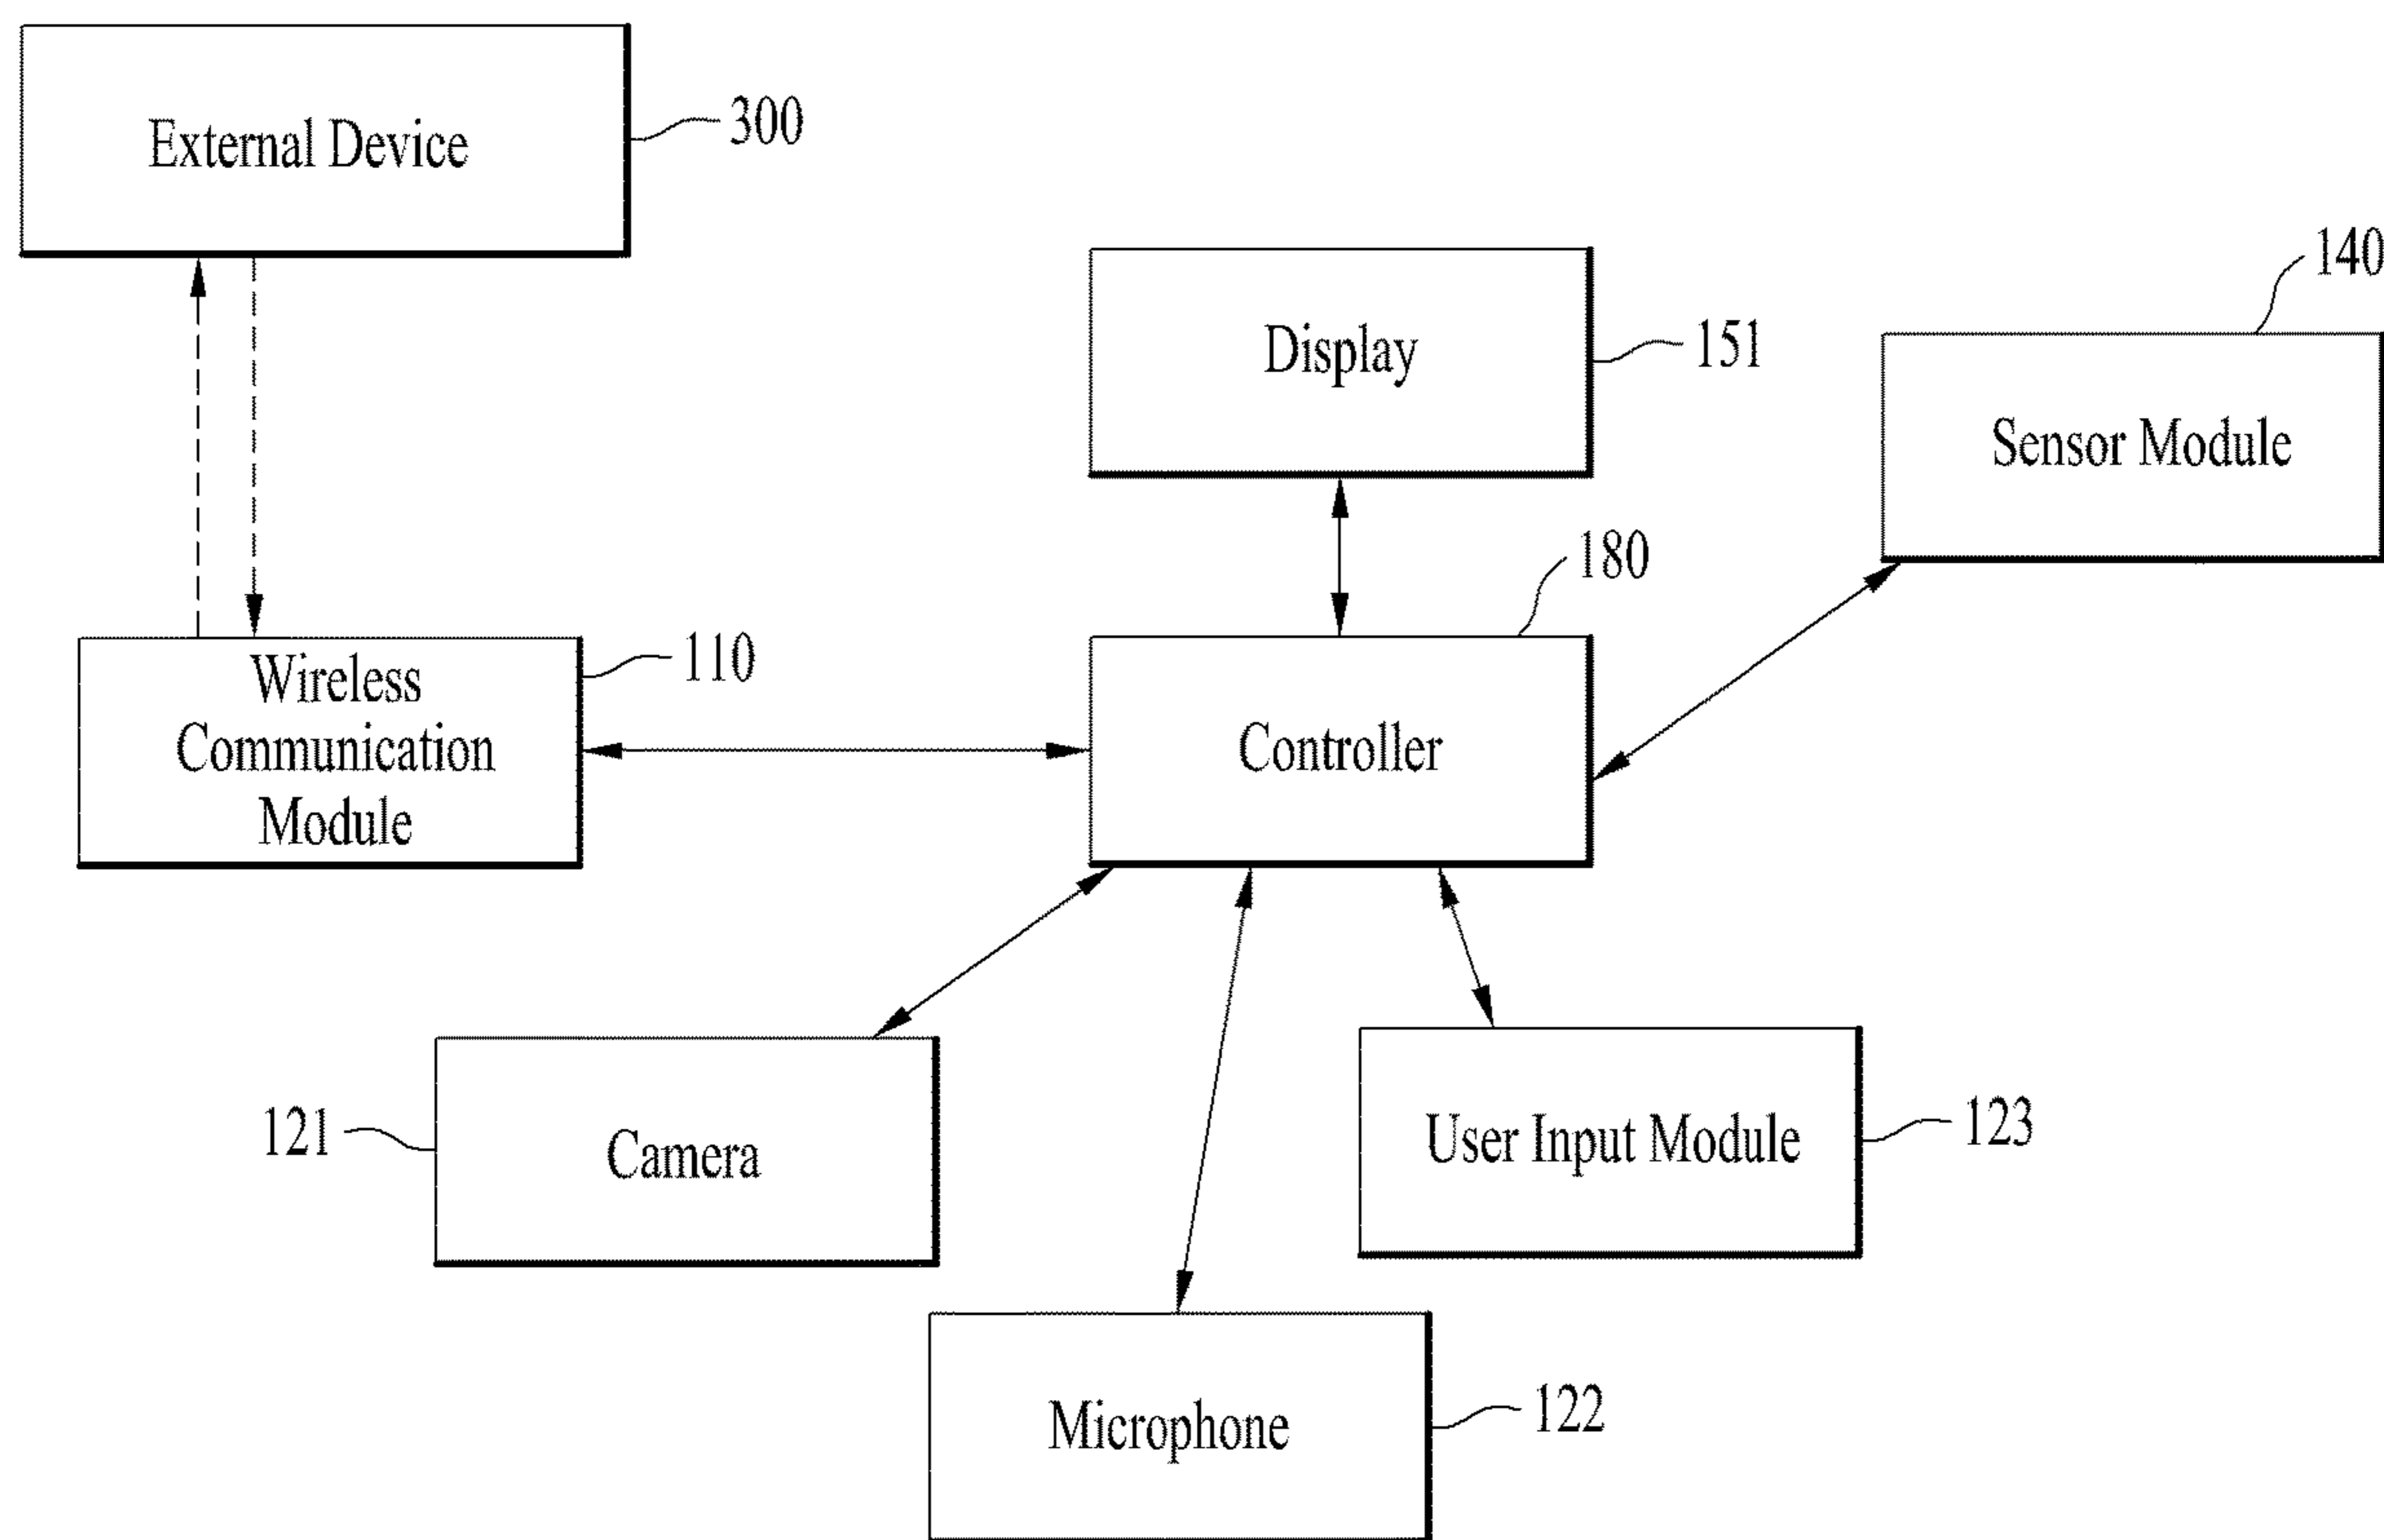 External Device
300
Display
151
140
Sensor Module
180
Wireless
Communication
Module
110
Controller
121
Camera
User Input Module
123
Microphone
122